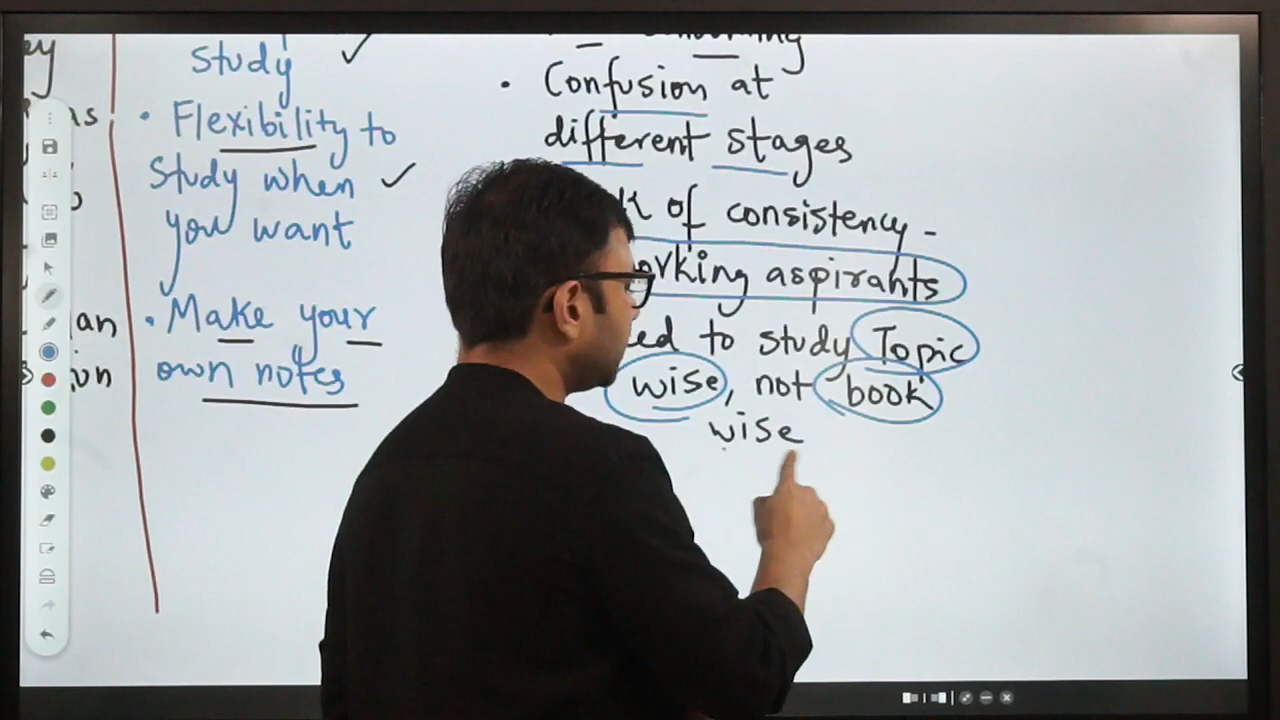 study ✓
• Flexibility to
study when ✓
you want
• Make your
own notes
• Confusion at
different stages
of consistency -
working aspirants
to study Topic
wise, not book
wise